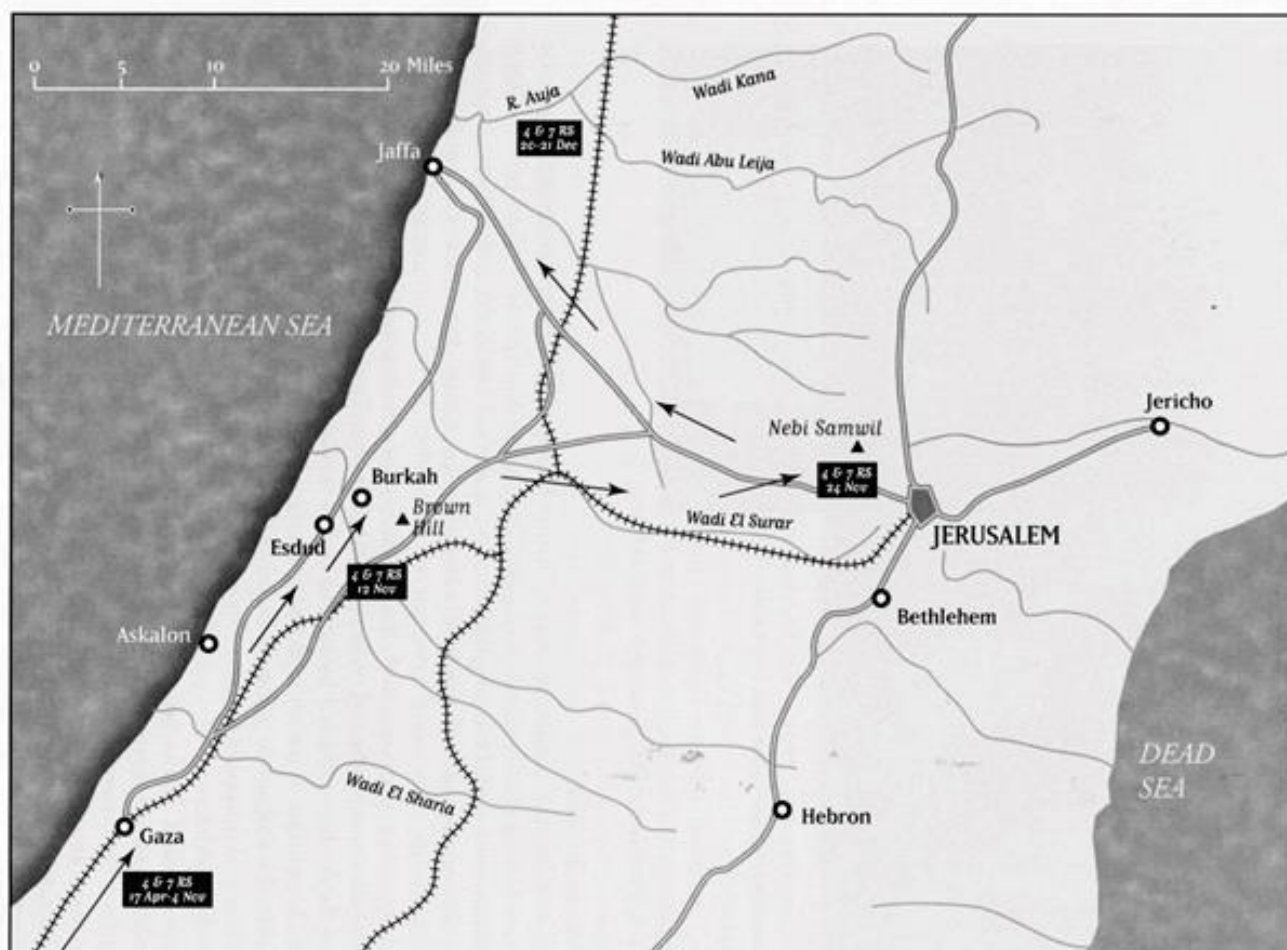 0 5 10 20 Miles
R. Auja
Wadi Kana
4 & 7 RS
20-21 Dec
Jaffa
Wadi Abu Leija
MEDITERRANEAN SEA
Jericho
Nebi Samwil
4 & 7 RS
24 Nov
Burkah
Brown
Hill
Esdud
Wadi El Surar
JERUSALEM
4 & 7 RS
12 Nov
Bethlehem
Askalon
DEAD
SEA
Wadi El Sharia
Hebron
Gaza
4 & 7 RS
17 Apr-4 Nov